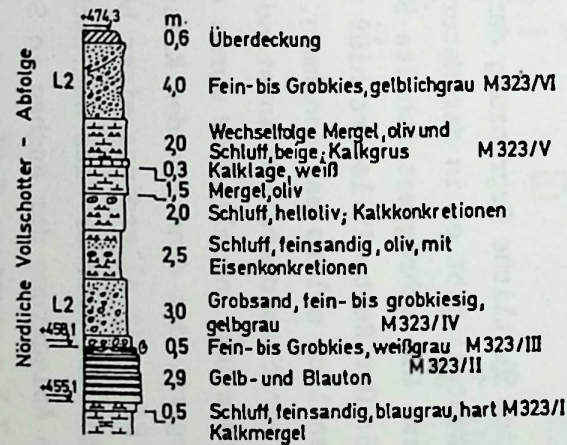 +474,3
m.
0,6 Überdeckung
L2
4,0 Fein-bis Grobkies, gelblichgrau M323/VI
2,0 Wechselfolge Mergel, oliv und
Schluff, beige; Kalkgrus M323/V
0,3 Kalklage, weiß
1,5 Mergel, oliv
2,0 Schluff, helloliv; Kalkkonkretionen
2,5 Schluff, feinsandig, oliv, mit
Eisenkonkretionen
L2
3,0 Grobsand, fein- bis grobkiesig,
gelbgrau M323/IV
+458,1
0,5 Fein- bis Grobkies, weißgrau M323/III
M323/II
2,9 Gelb- und Blauton
+455,1
0,5 Schluff, feinsandig, blaugrau, hart M323/I
Kalkmergel
Nördliche Vollschotter - Abfolge